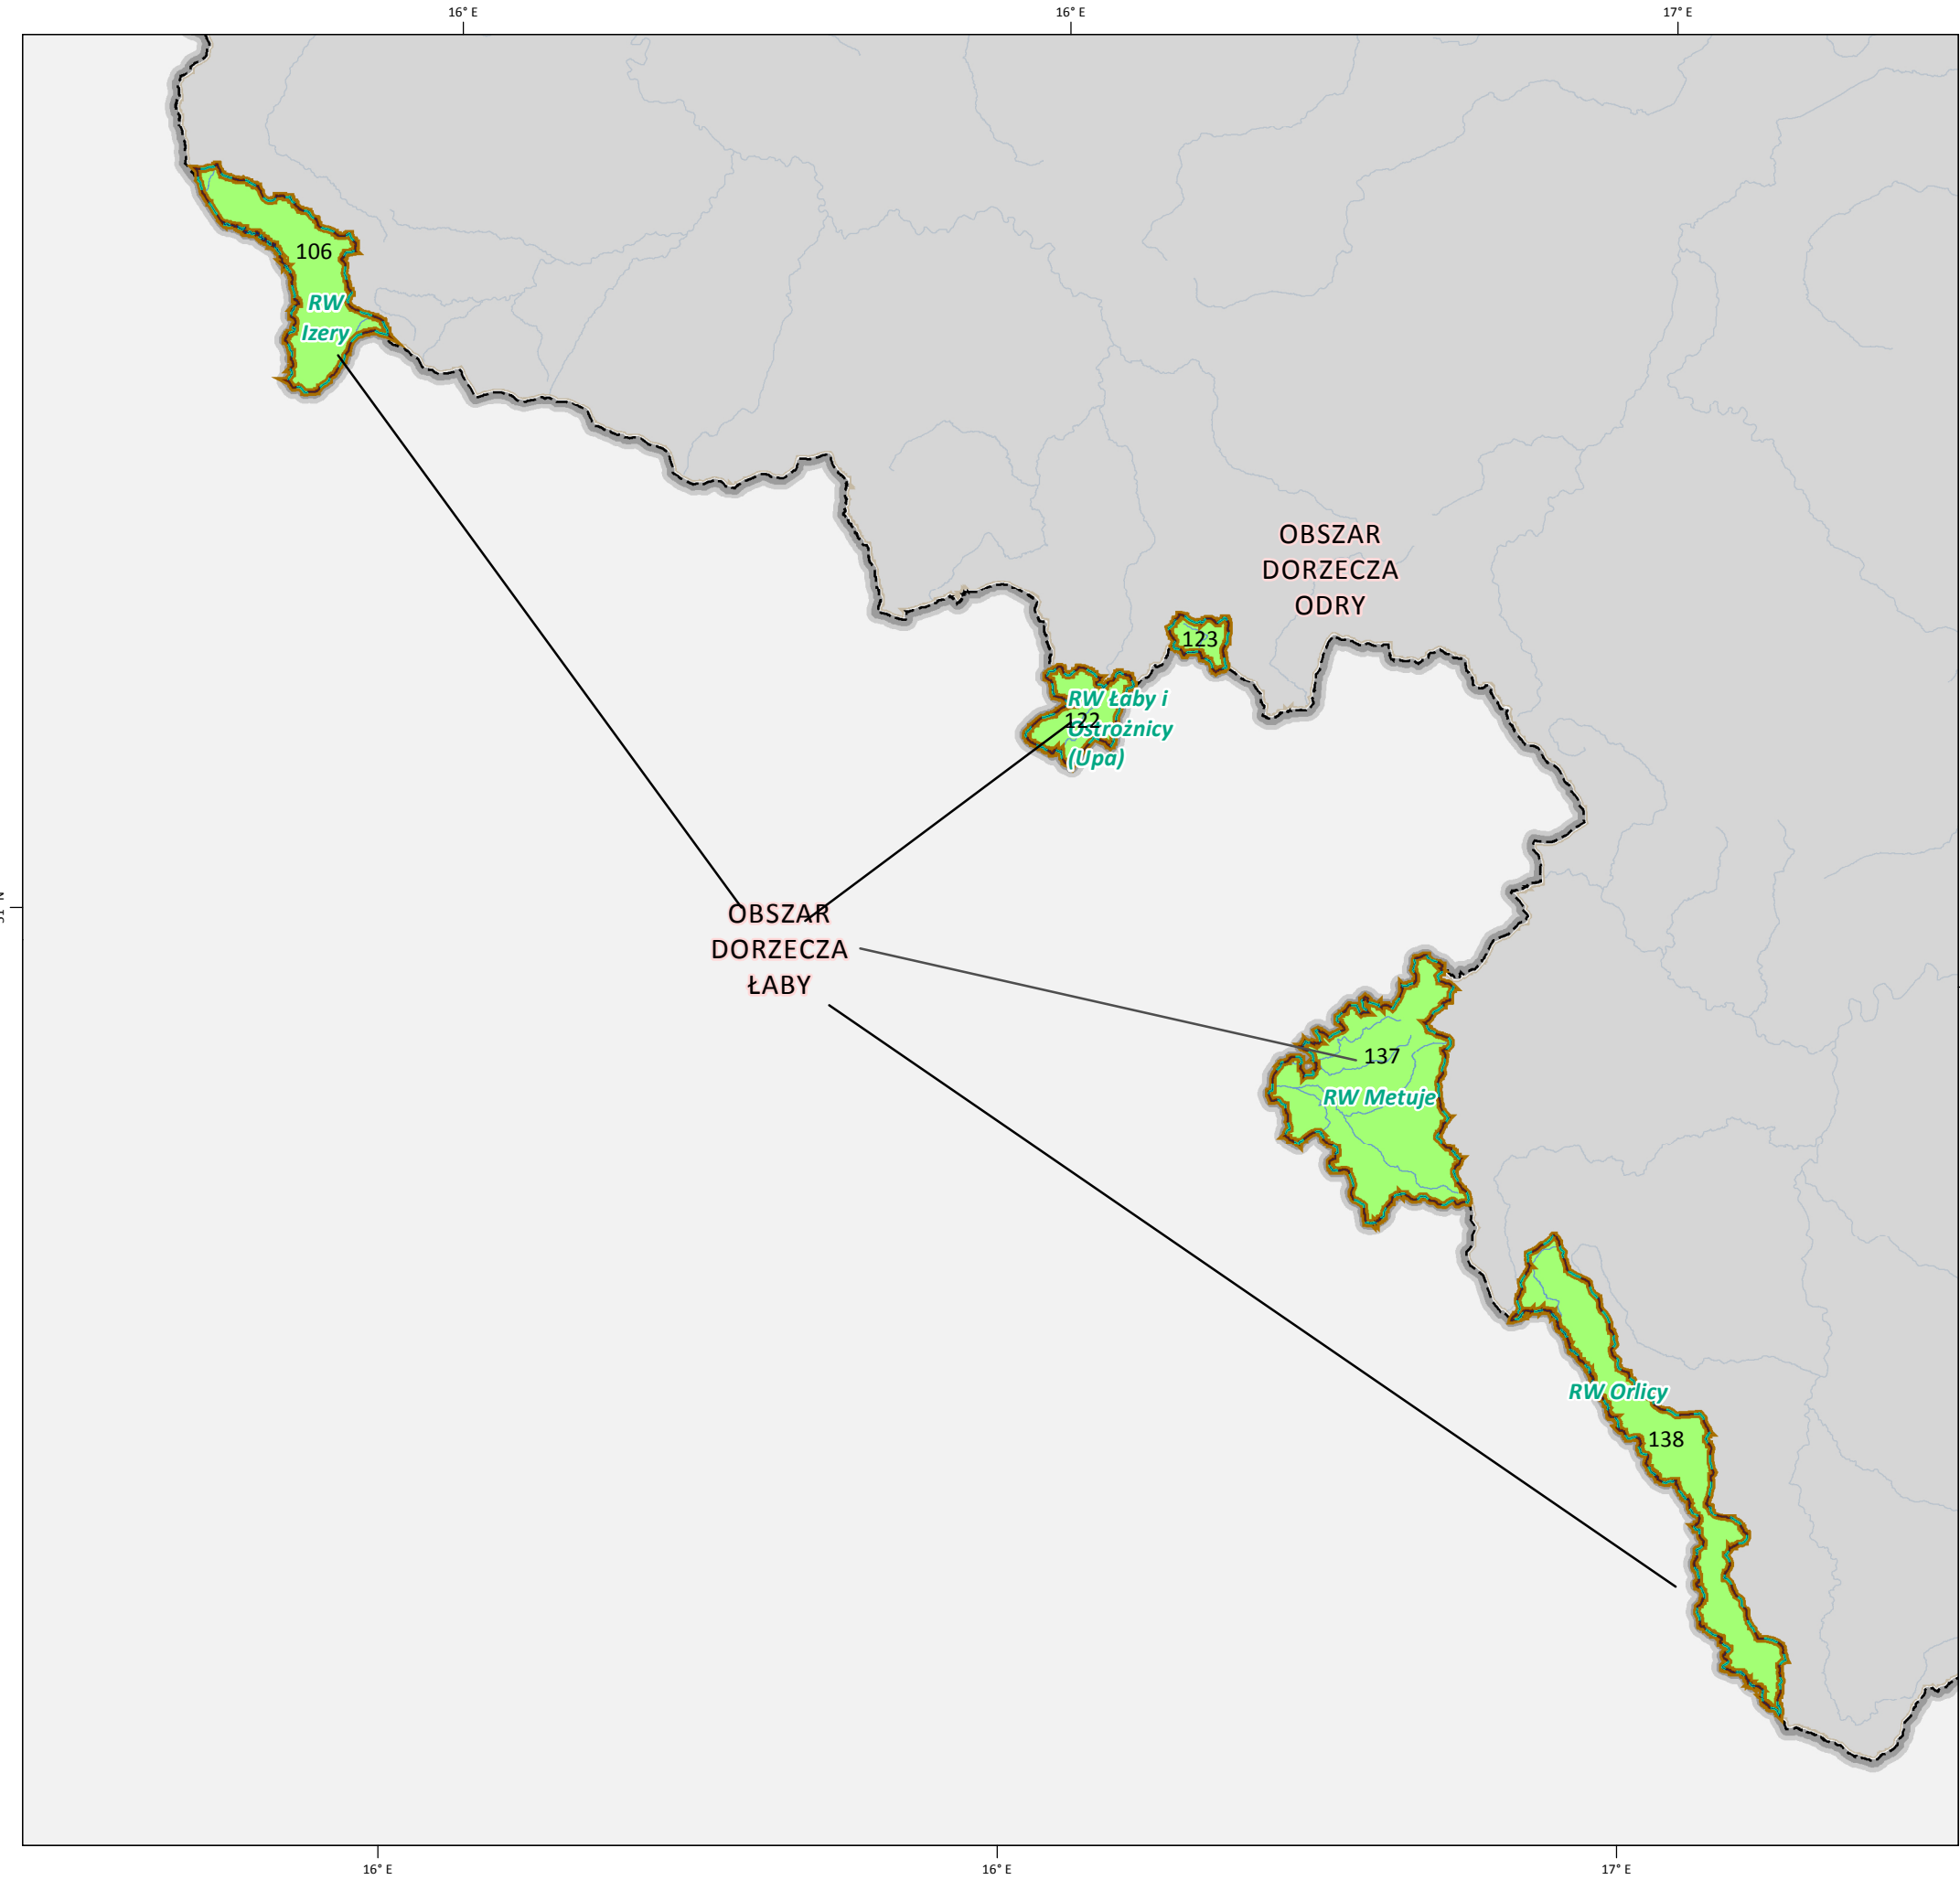 16° E
16° E
17° E
106
RW
Izery
OBSZAR
DORZECZA
ODRY
123
RW Łaby i
122
Ostrożnicy
(Upa)
OBSZAR
DORZECZA
ŁABY
137
RW Metuje
RW Orlicy
138
16° E
16° E
17° E